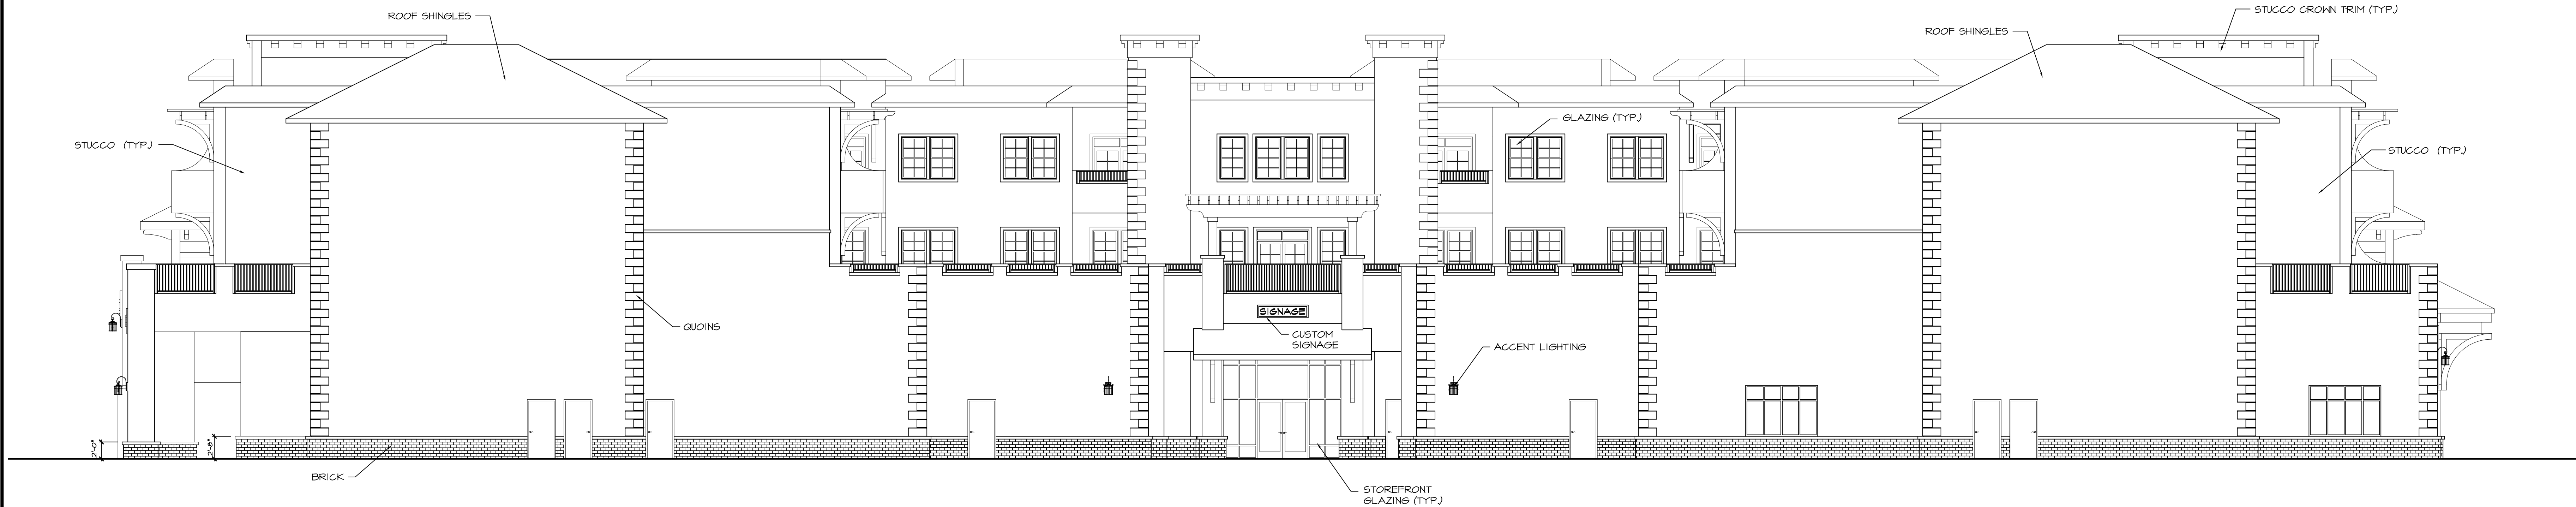 STUCCO CROWN TRIM (TYP.)
ROOF SHINGLES
ROOF SHINGLES
GLAZING (TYP.)
STUCCO (TYP.)
STUCCO (TYP.)
SIGNAGE
QUOINS
CUSTOM
SIGNAGE
ACCENT LIGHTING
2'-0"
2'-8"
BRICK
STOREFRONT
GLAZING (TYP.)